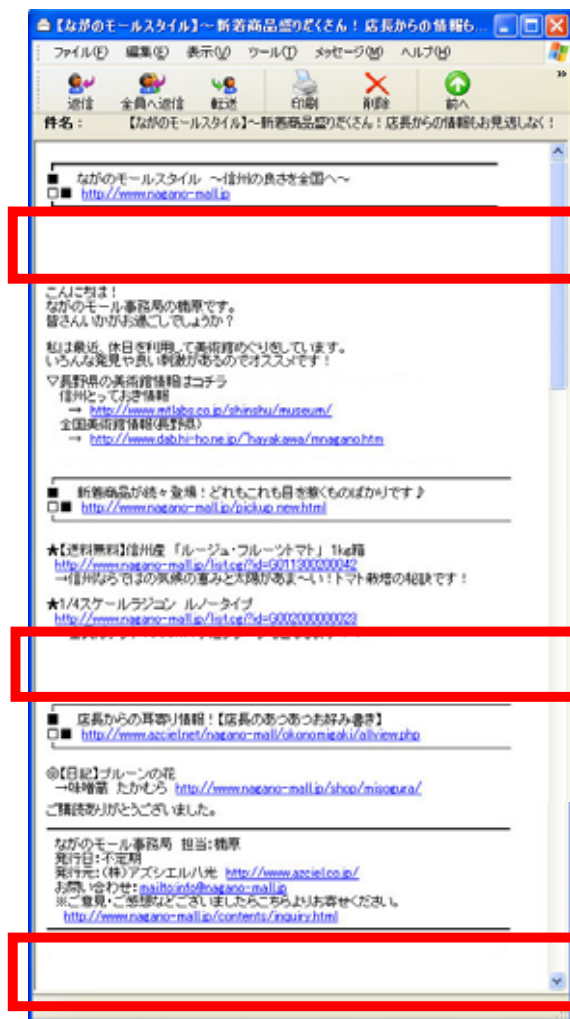 【ながのモールスタイル】～新着商品盛りだくさん！店長からの情報も...
ファイル(F) 編集(E) 表示(V) ツール(T) メッセージ(M) ヘルプ(H)
返信 全員へ返信 転送 印刷 削除 前へ
件名： 【ながのモールスタイル】～新着商品盛りだくさん！店長からの情報もお見逃しなく！
■ ながのモールスタイル ～信州の良さを全国へ～
□■ http://www.nagano-mall.jp
こんにちは！
ながのモール事務局の楢原です。
皆さんいかがお過ごしでしょうか？
私は最近、休日を利用して美術館めぐりをしています。
いろんな発見や良い刺激があるのでオススメです！
▽長野県の美術館情報はコチラ
信州とっておき情報
→ http://www.mtlabs.co.jp/shinshu/museum/
全国美術館情報(長野県)
→ http://www.dab.hi-ho.ne.jp/hayakawa/mnagano.htm
■ 新着商品が続々登場！どれもこれも目を惹くものばかりです♪
□■ http://www.nagano-mall.jp/pickup_new.html
★【送料無料】信州産 「ルージュ・フルーツトマト」 1kg箱
http://www.nagano-mall.jp/list.cgi?id=G011300200042
→信州ならではの気候の恵みと太陽があま～い！トマト栽培の秘訣です！
★1/4スケールラジコン ルノータイプ
http://www.nagano-mall.jp/list.cgi?id=G002000000023
■ 店長からの耳寄り情報！【店長のあつあつお好み書き】
□■ http://www.azciel.net/nagano-mall/okonomigaki/allview.php
◎【日記】プルーンの花
→味噌蔵 たかむら http://www.nagano-mall.jp/shop/misogura/
ご購読ありがとうございました。
ながのモール事務局 担当：楢原
発行日：不定期
発行元：(株)アズシエル八光 http://www.azciel.co.jp/
お問い合わせ：mailto:info@nagano-mall.jp
※ご意見・ご感想などございましたらこちらよりお寄せください。
http://www.nagano-mall.jp/contents/inquiry.html